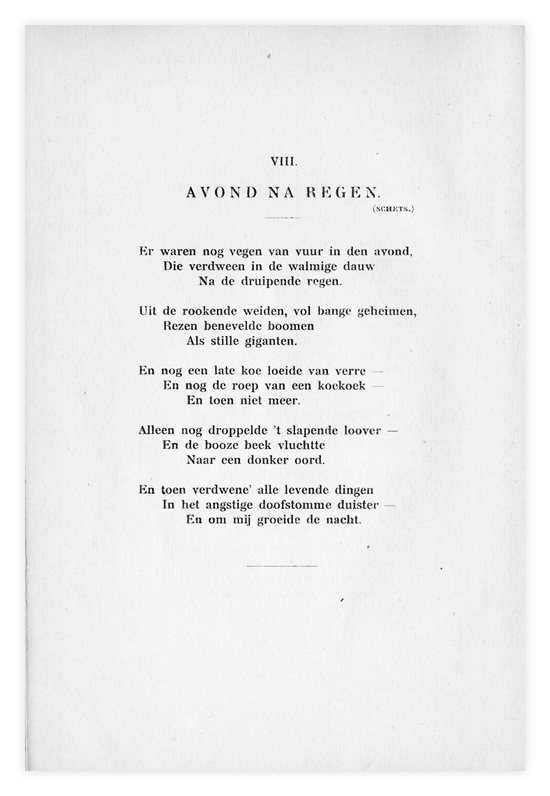 VIII.
AVOND NA REGEN.
(SCHETS.)
Er waren nog vegen van vuur in den avond,
Die verdween in de walmige dauw
Na de druipende regen.
Uit de rookende weiden, vol bange geheimen,
Rezen benevelde boomen
Als stille giganten.
En nog een late koe loeide van verre —
En nog de roep van een koekoek —
En toen niet meer.
Alleen nog droppelde 't slapende loover —
En de booze beek vluchtte
Naar een donker oord.
En toen verdwene' alle levende dingen
In het angstige doofstomme duister —
En om mij groeide de nacht.